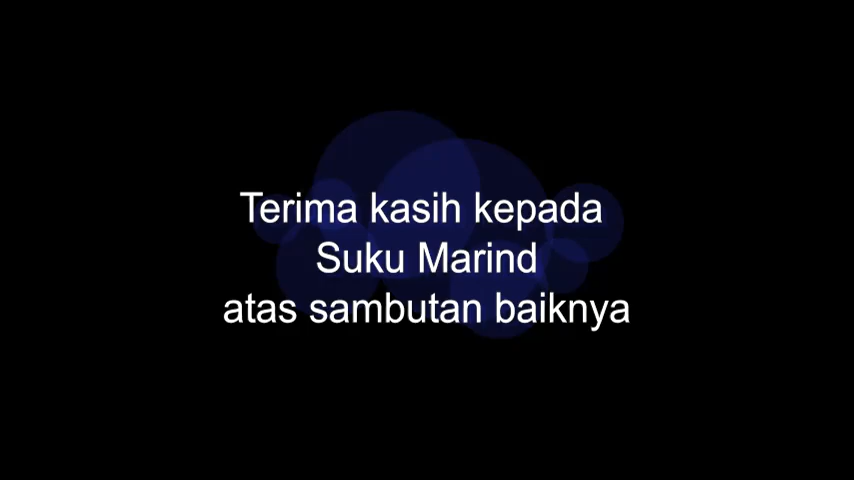 Terima kasih kepada
Suku Marind
atas sambutan baiknya